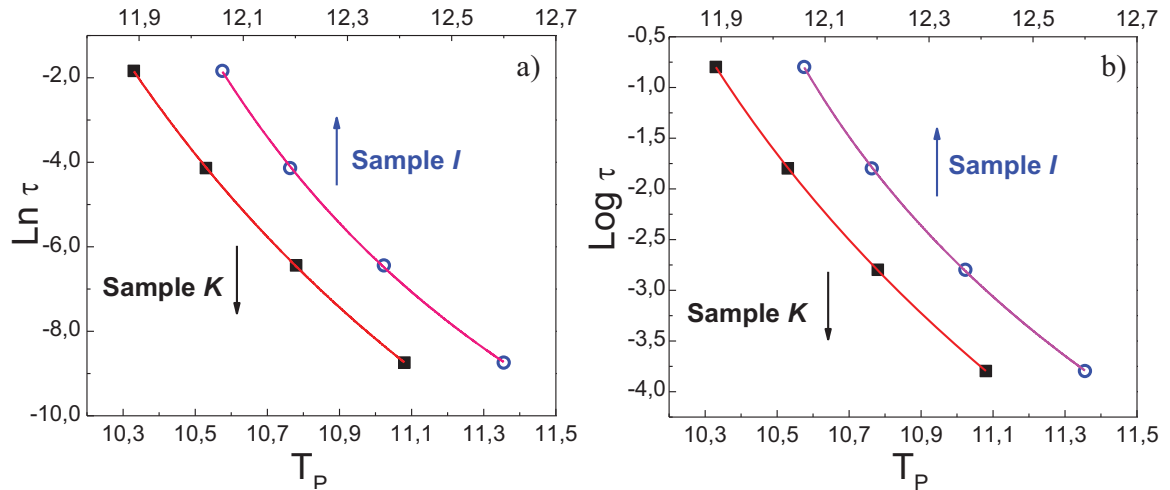 11,9 12,1 12,3 12,5 12,7
-2,0
-4,0
-6,0
-8,0
-10,0
Ln τ
a)
Sample I
Sample K
10,3 10,5 10,7 10,9 11,1 11,3 11,5
T_P
11,9 12,1 12,3 12,5 12,7
-0,5
-1,0
-1,5
-2,0
-2,5
-3,0
-3,5
-4,0
Log τ
b)
Sample I
Sample K
10,3 10,5 10,7 10,9 11,1 11,3 11,5
T_P